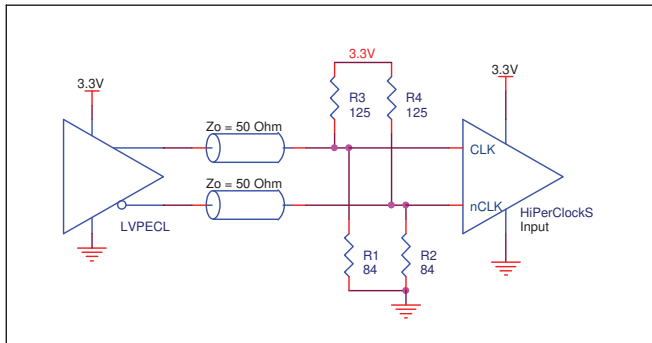 3.3V
3.3V
3.3V
R3
125
R4
125
Zo = 50 Ohm
CLK
Zo = 50 Ohm
nCLK
LVPECL
HiPerClockS
Input
R1
84
R2
84